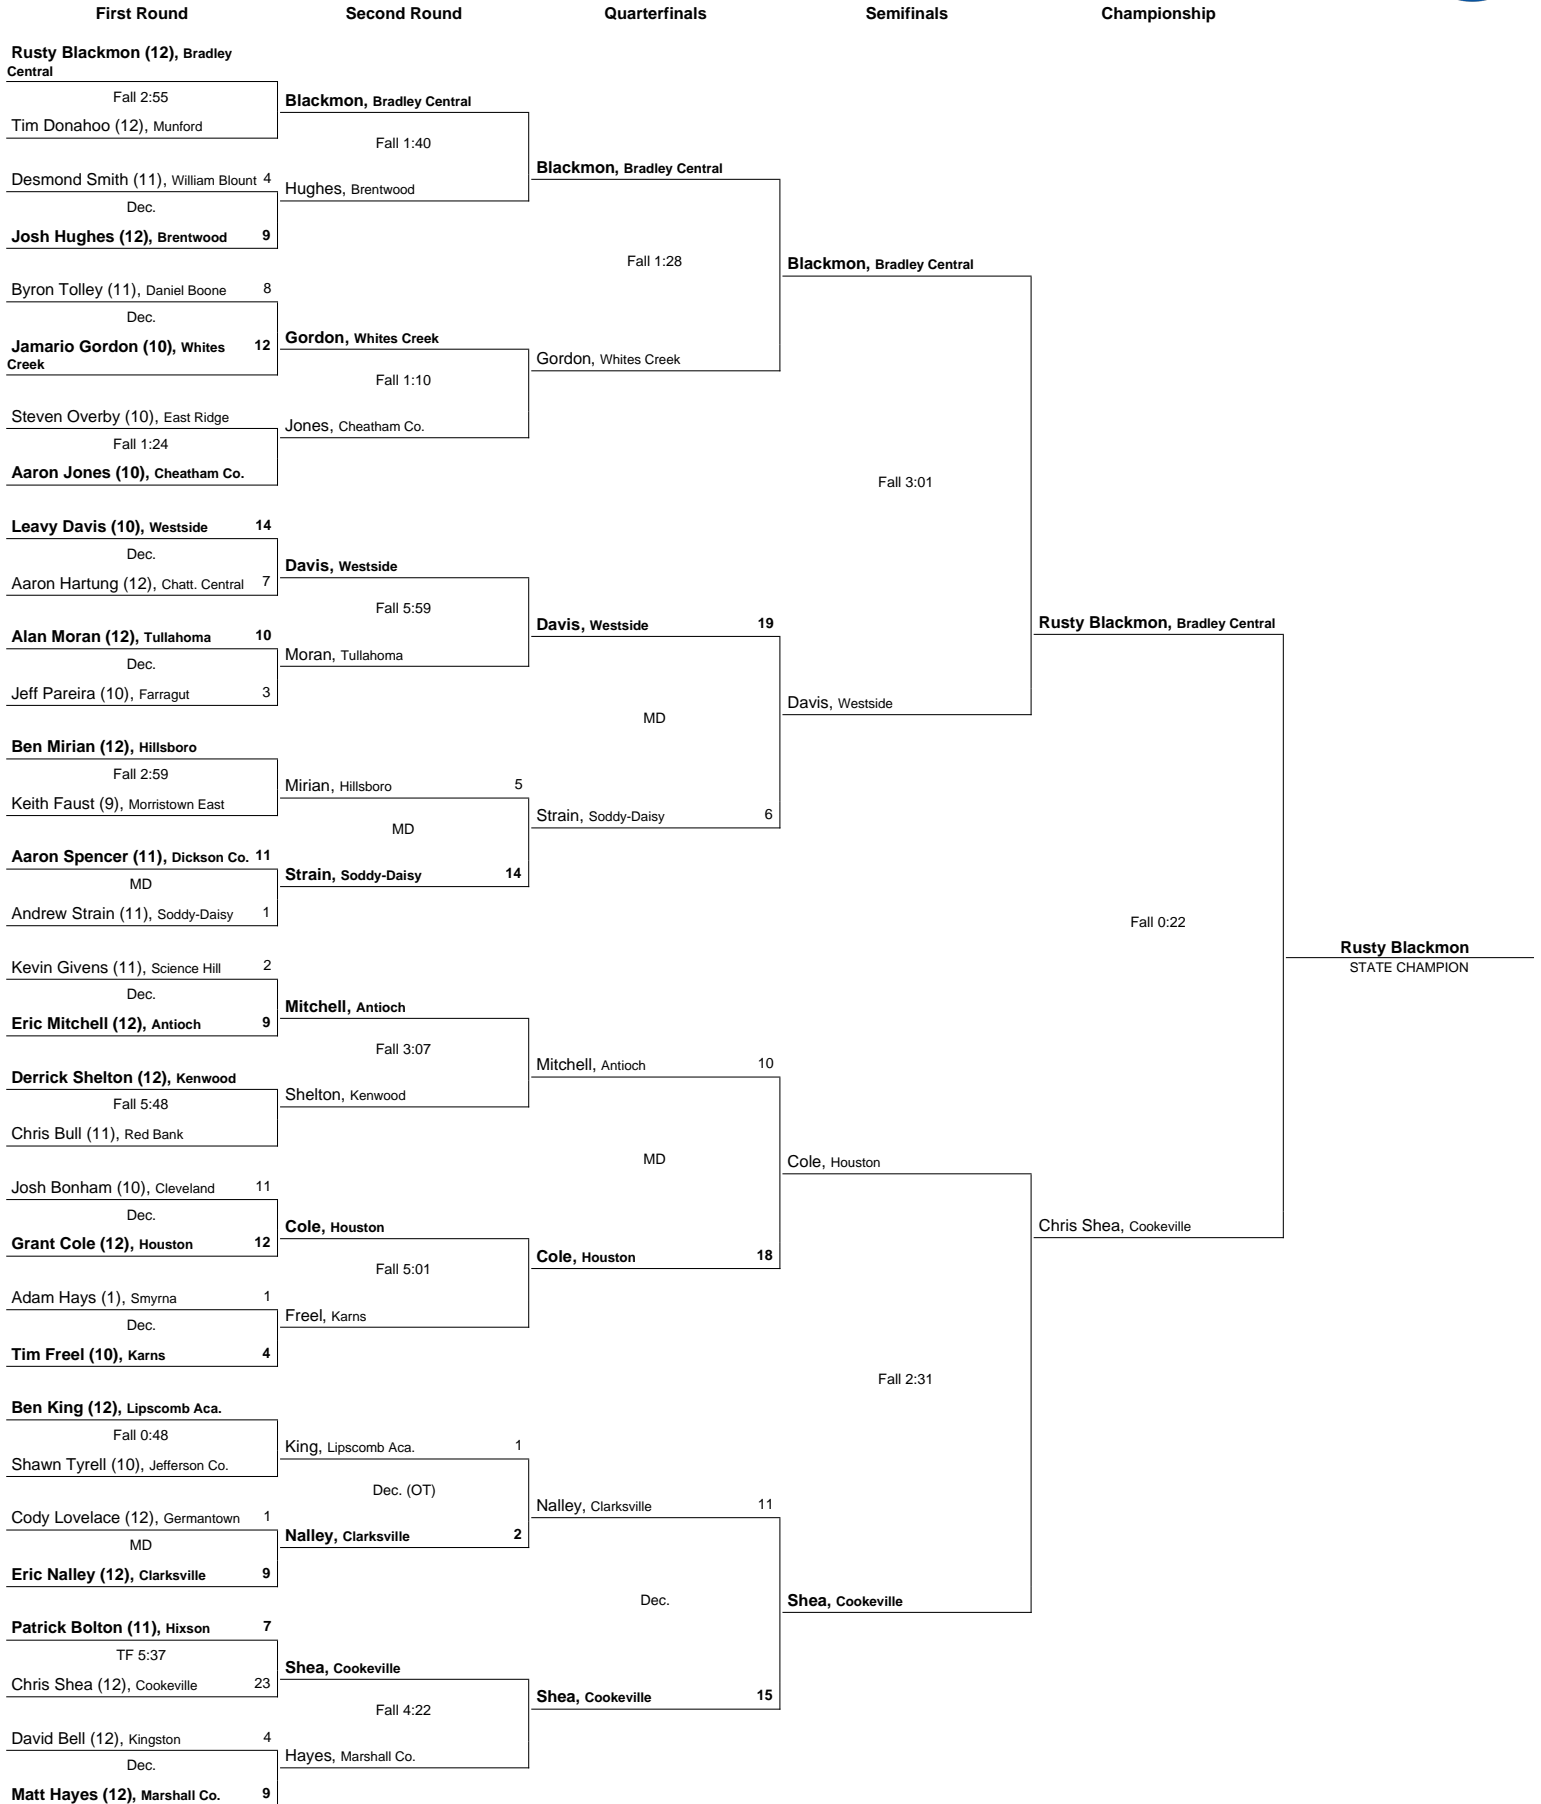 First Round Second Round Quarterfinals Semifinals Championship
Rusty Blackmon (12), Bradley
Central
Fall 2:55
Tim Donahoo (12), Munford
Desmond Smith (11), William Blount 4
Dec.
Josh Hughes (12), Brentwood 9
Byron Tolley (11), Daniel Boone 8
Dec.
Jamario Gordon (10), Whites 12
Creek
Steven Overby (10), East Ridge
Fall 1:24
Aaron Jones (10), Cheatham Co.
Leavy Davis (10), Westside 14
Dec.
Aaron Hartung (12), Chatt. Central 7
Alan Moran (12), Tullahoma 10
Dec.
Jeff Pareira (10), Farragut 3
Ben Mirian (12), Hillsboro
Fall 2:59
Keith Faust (9), Morristown East
Aaron Spencer (11), Dickson Co. 11
MD
Andrew Strain (11), Soddy-Daisy 1
Kevin Givens (11), Science Hill 2
Dec.
Eric Mitchell (12), Antioch 9
Derrick Shelton (12), Kenwood
Fall 5:48
Chris Bull (11), Red Bank
Josh Bonham (10), Cleveland 11
Dec.
Grant Cole (12), Houston 12
Adam Hays (1), Smyrna 1
Dec.
Tim Freel (10), Karns 4
Ben King (12), Lipscomb Aca.
Fall 0:48
Shawn Tyrell (10), Jefferson Co.
Cody Lovelace (12), Germantown 1
MD
Eric Nalley (12), Clarksville 9
Patrick Bolton (11), Hixson 7
TF 5:37
Chris Shea (12), Cookeville 23
David Bell (12), Kingston 4
Dec.
Matt Hayes (12), Marshall Co. 9
Blackmon, Bradley Central
Fall 1:40
Hughes, Brentwood
Gordon, Whites Creek
Fall 1:10
Jones, Cheatham Co.
Davis, Westside
Fall 5:59
Moran, Tullahoma
Mirian, Hillsboro 5
MD
Strain, Soddy-Daisy 14
Mitchell, Antioch
Fall 3:07
Shelton, Kenwood
Cole, Houston
Fall 5:01
Freel, Karns
King, Lipscomb Aca. 1
Dec. (OT)
Nalley, Clarksville 2
Shea, Cookeville
Fall 4:22
Hayes, Marshall Co.
Blackmon, Bradley Central
Fall 1:28
Gordon, Whites Creek
Davis, Westside 19
MD
Strain, Soddy-Daisy 6
Mitchell, Antioch 10
MD
Cole, Houston 18
Nalley, Clarksville 11
Dec.
Shea, Cookeville 15
Blackmon, Bradley Central
Fall 3:01
Davis, Westside
Cole, Houston
Fall 2:31
Shea, Cookeville
Rusty Blackmon, Bradley Central
Fall 0:22
Chris Shea, Cookeville
Rusty Blackmon
STATE CHAMPION